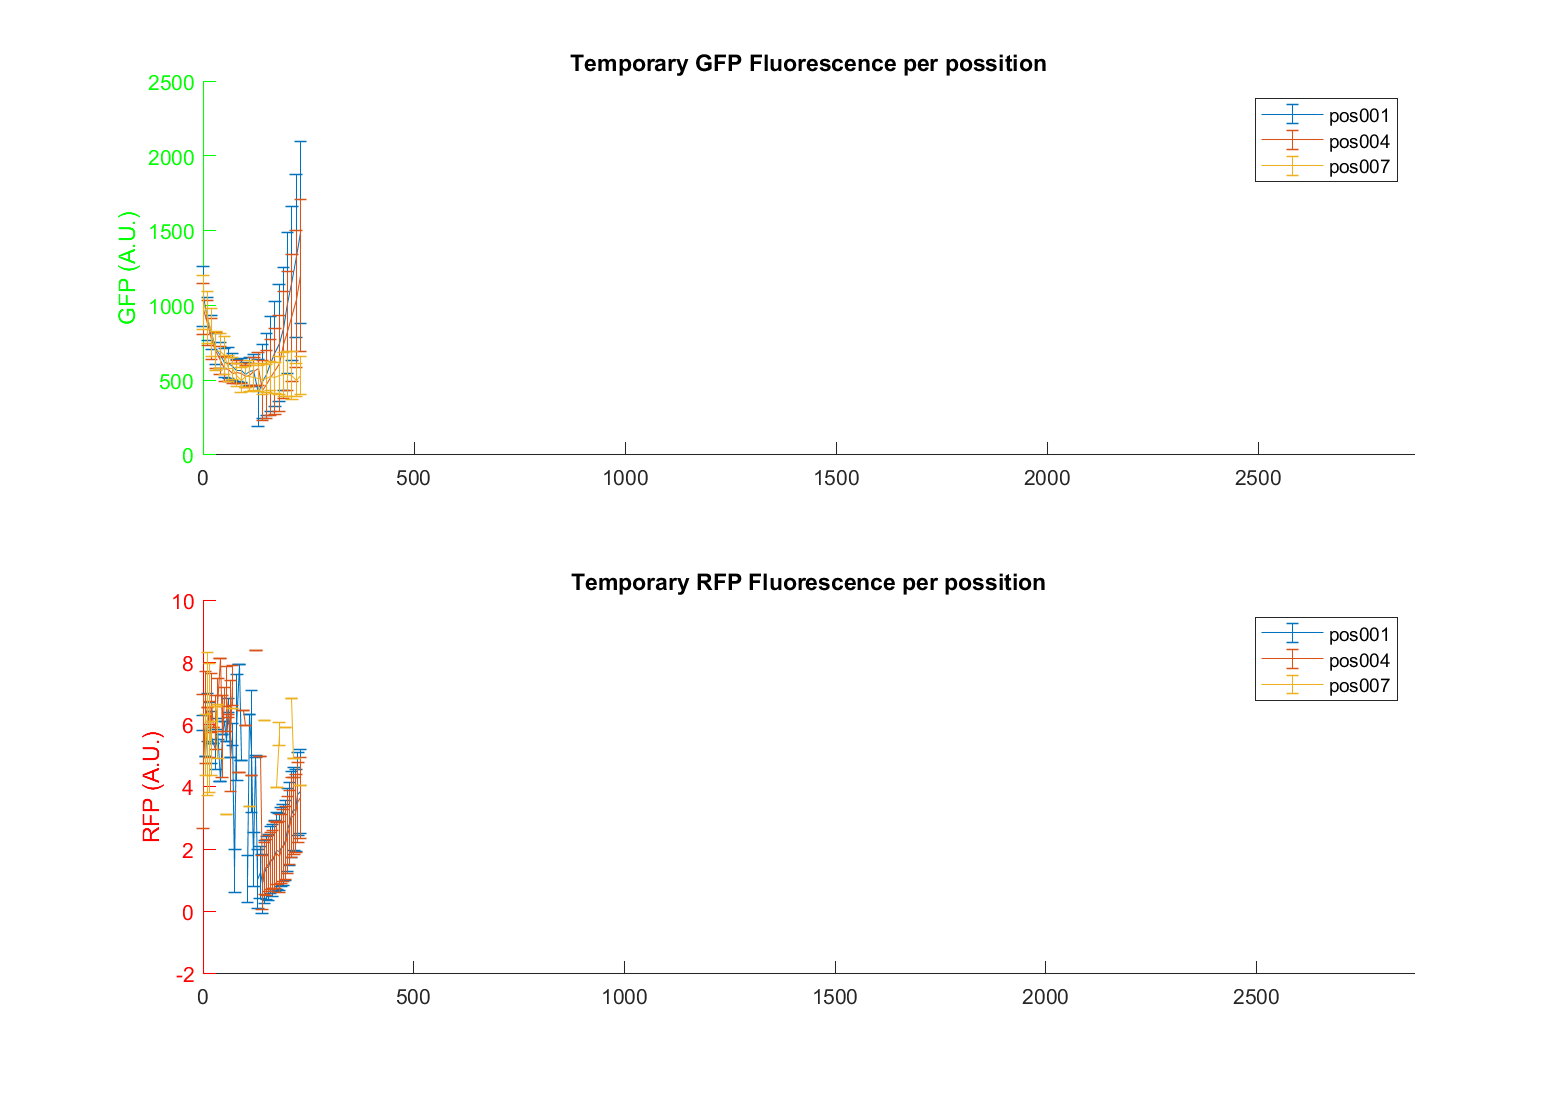 Temporary GFP Fluorescence per possition
2500
2000
1500
1000
500
0
GFP (A.U.)
pos001
pos004
pos007
0 500 1000 1500 2000 2500
Temporary RFP Fluorescence per possition
10
8
6
4
2
0
-2
RFP (A.U.)
pos001
pos004
pos007
0 500 1000 1500 2000 2500